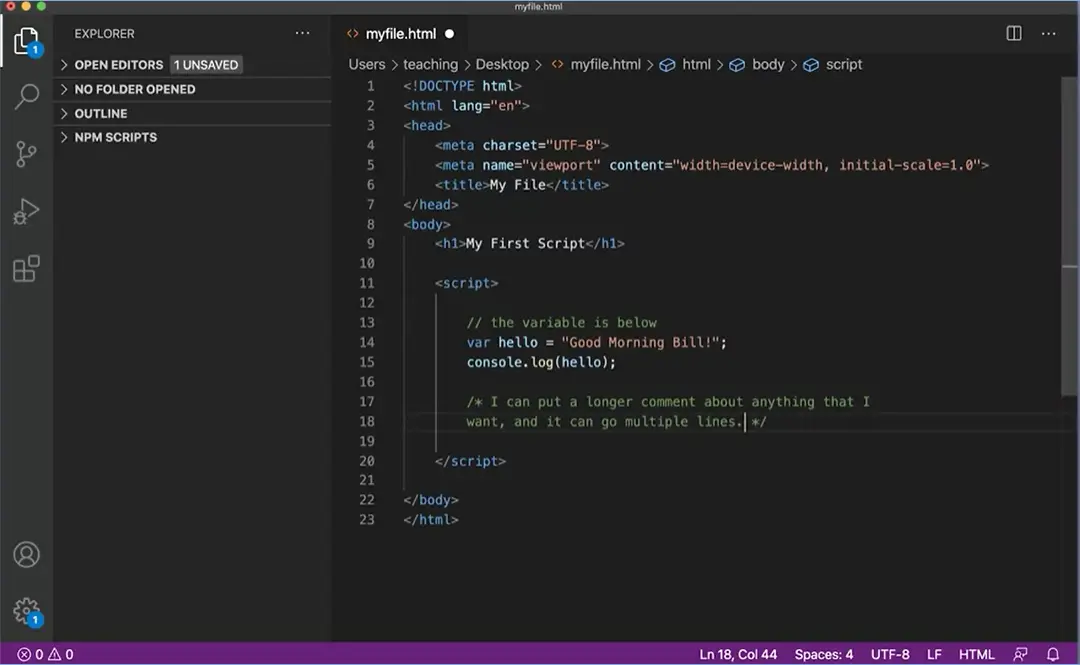 myfile.html
EXPLORER
OPEN EDITORS 1 UNSAVED
NO FOLDER OPENED
OUTLINE
NPM SCRIPTS
1
1
<> myfile.html
Users > teaching > Desktop > <> myfile.html > html > body > script
1 <!DOCTYPE html>
2 <html lang="en">
3 <head>
4 <meta charset="UTF-8">
5 <meta name="viewport" content="width=device-width, initial-scale=1.0">
6 <title>My File</title>
7 </head>
8 <body>
9 <h1>My First Script</h1>
10
11 <script>
12
13 // the variable is below
14 var hello = "Good Morning Bill!";
15 console.log(hello);
16
17 /* I can put a longer comment about anything that I
18 want, and it can go multiple lines. */
19
20 </script>
21
22 </body>
23 </html>
0 0 Ln 18, Col 44 Spaces: 4 UTF-8 LF HTML